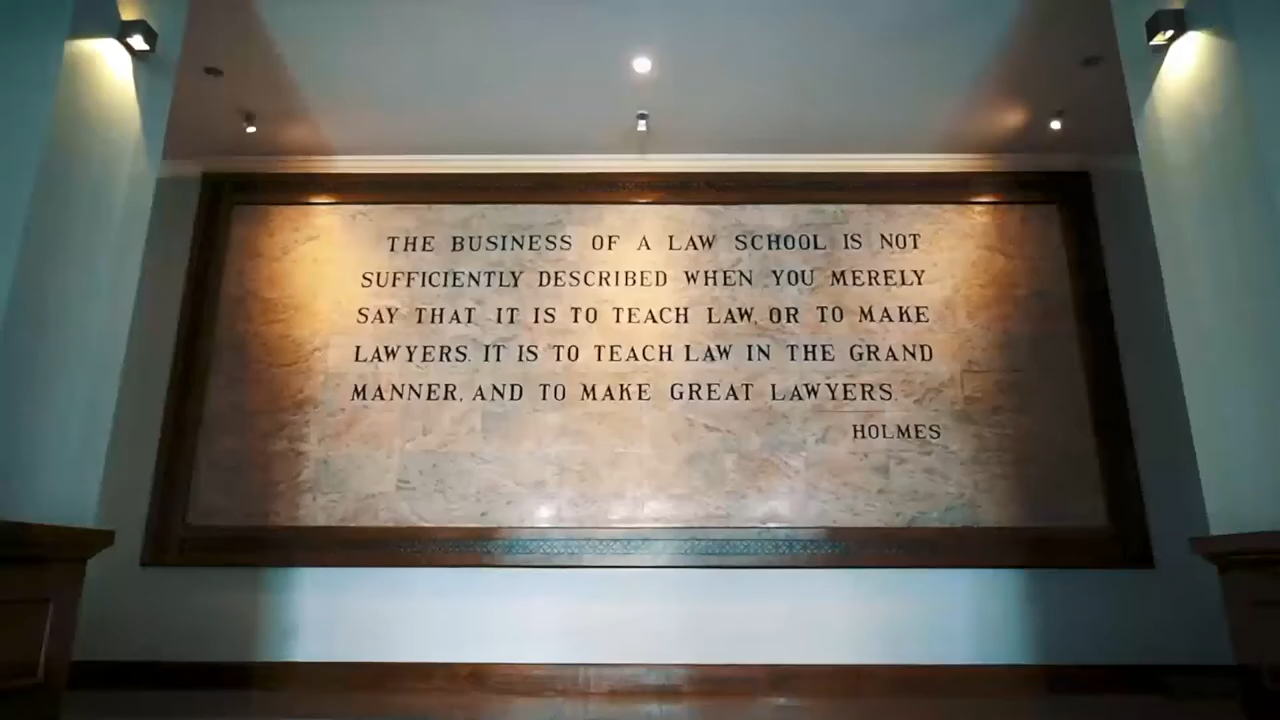 THE BUSINESS OF A LAW SCHOOL IS NOT
SUFFICIENTLY DESCRIBED WHEN YOU MERELY
SAY THAT IT IS TO TEACH LAW, OR TO MAKE
LAWYERS. IT IS TO TEACH LAW IN THE GRAND
MANNER, AND TO MAKE GREAT LAWYERS.
HOLMES